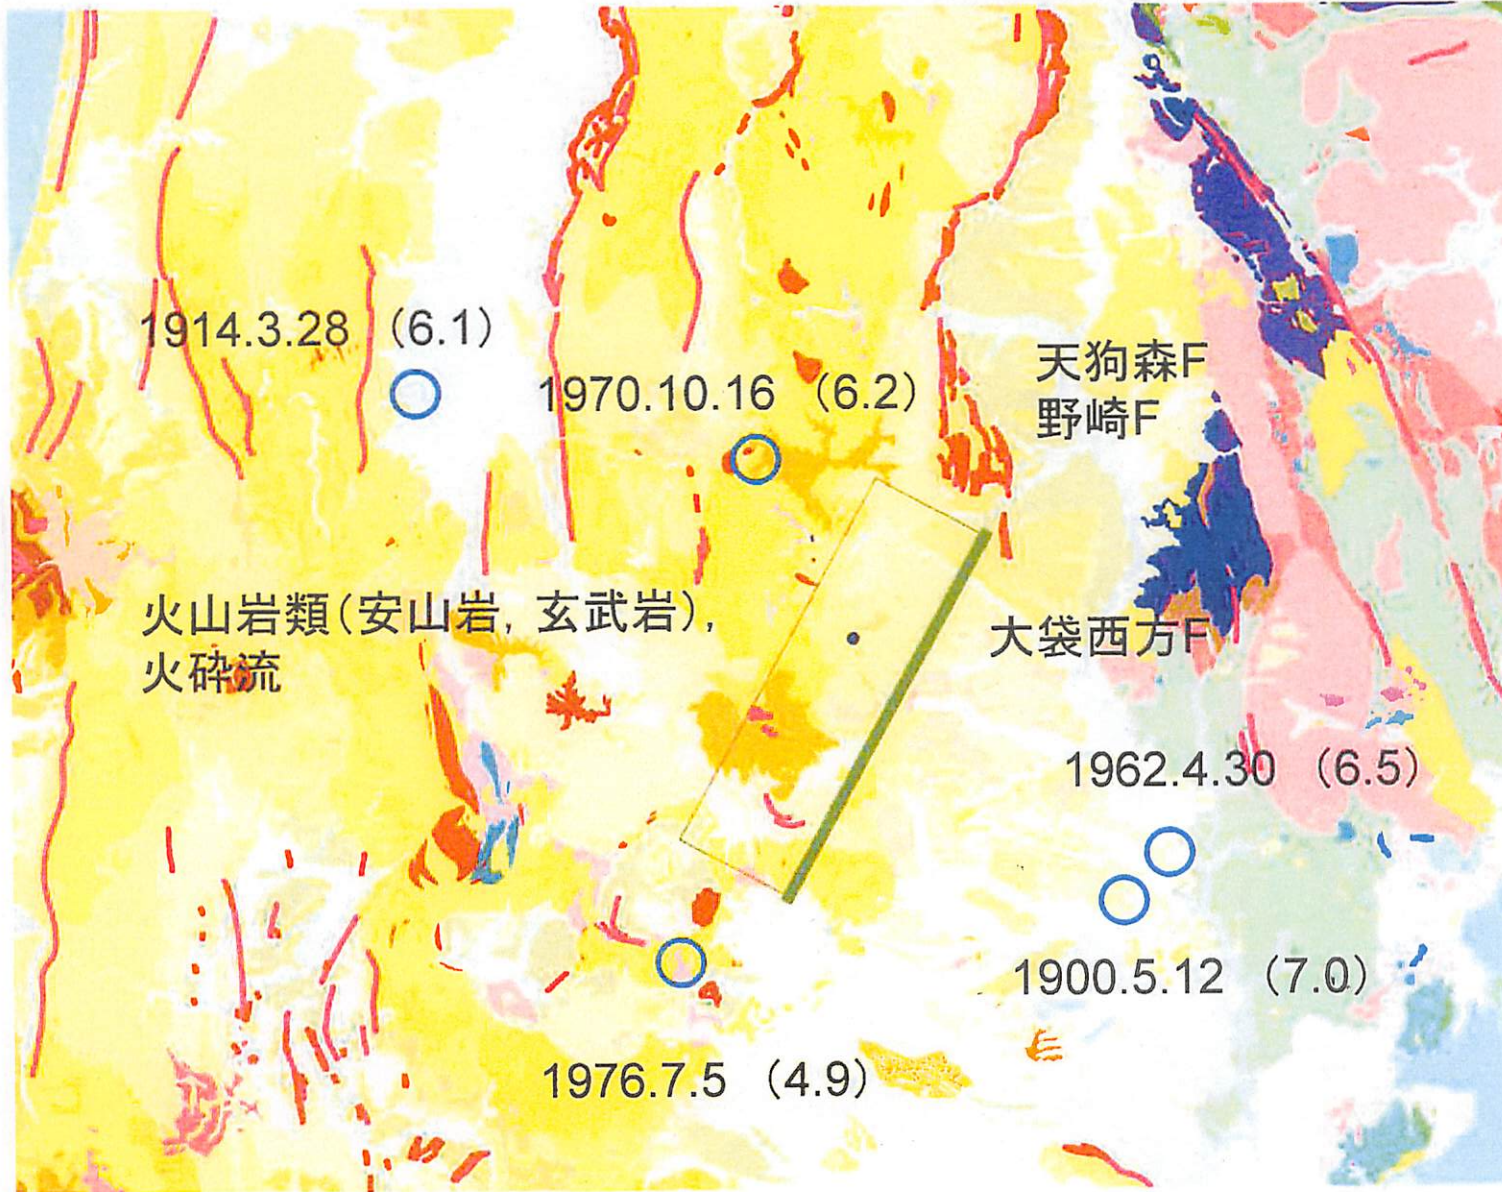 1914.3.28 (6.1)
1970.10.16 (6.2)
天狗森F
野崎F
火山岩類(安山岩, 玄武岩),
火砕流
大袋西方F
1962.4.30 (6.5)
1900.5.12 (7.0)
1976.7.5 (4.9)